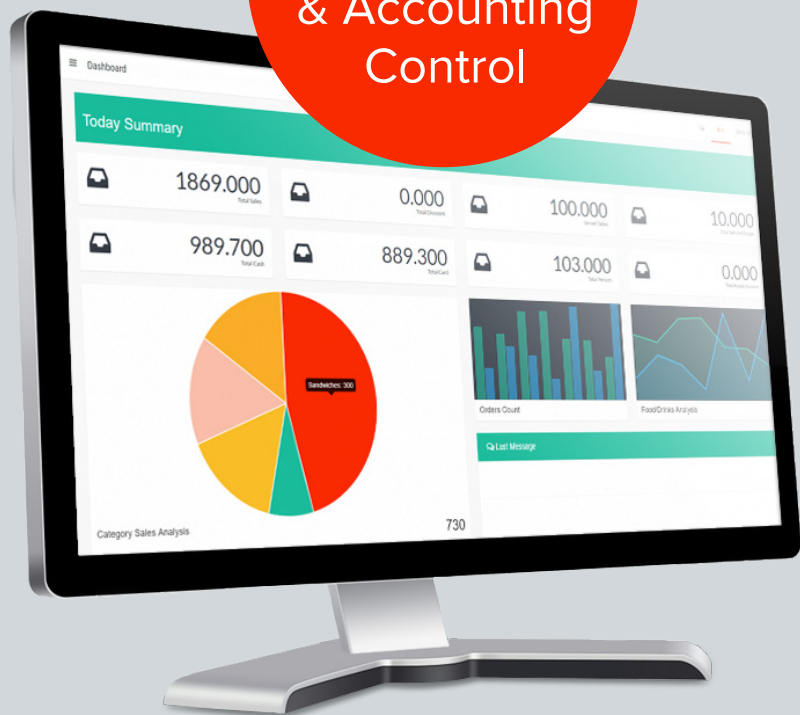 & Accounting
Control
Dashboard
Today Summary
1869.000
Total Sales
0.000
Total Discount
100.000
10.000
989.700
Total Cash
889.300
Total Card
103.000
Total Persons
0.000
Sandwiches: 300
Orders Count
Food/Drinks Analysis
Last Message
Category Sales Analysis
730